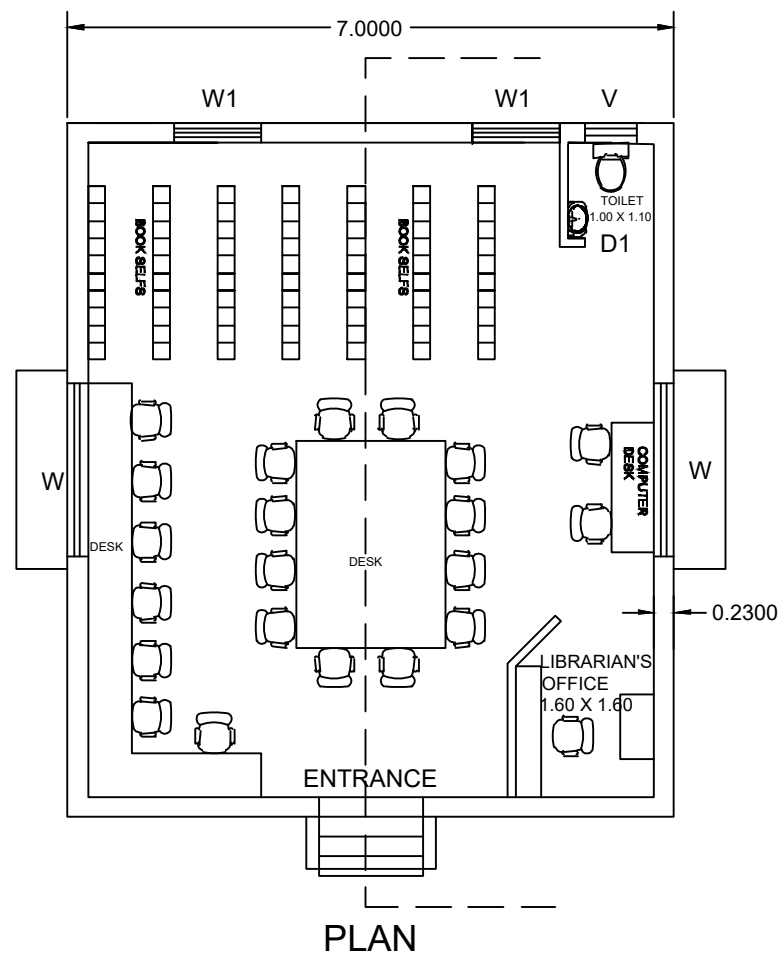 7.0000
W1
W1
V
TOILET
1.00 X 1.10
D1
BOOK SELFS
BOOK SELFS
W
DESK
DESK
COMPUTER
DESK
W
0.2300
LIBRARIAN'S
OFFICE
1.60 X 1.60
ENTRANCE
PLAN